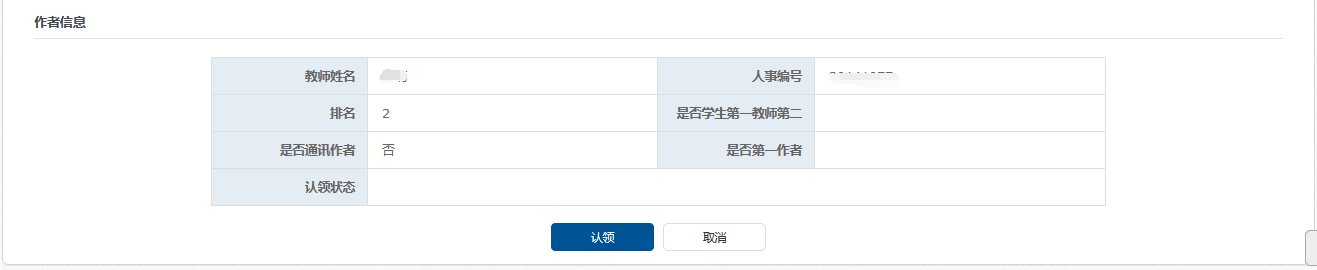 作者信息
教师姓名 人事编号
排名 2 是否学生第一教师第二
是否通讯作者 否 是否第一作者
认领状态
认领 取消